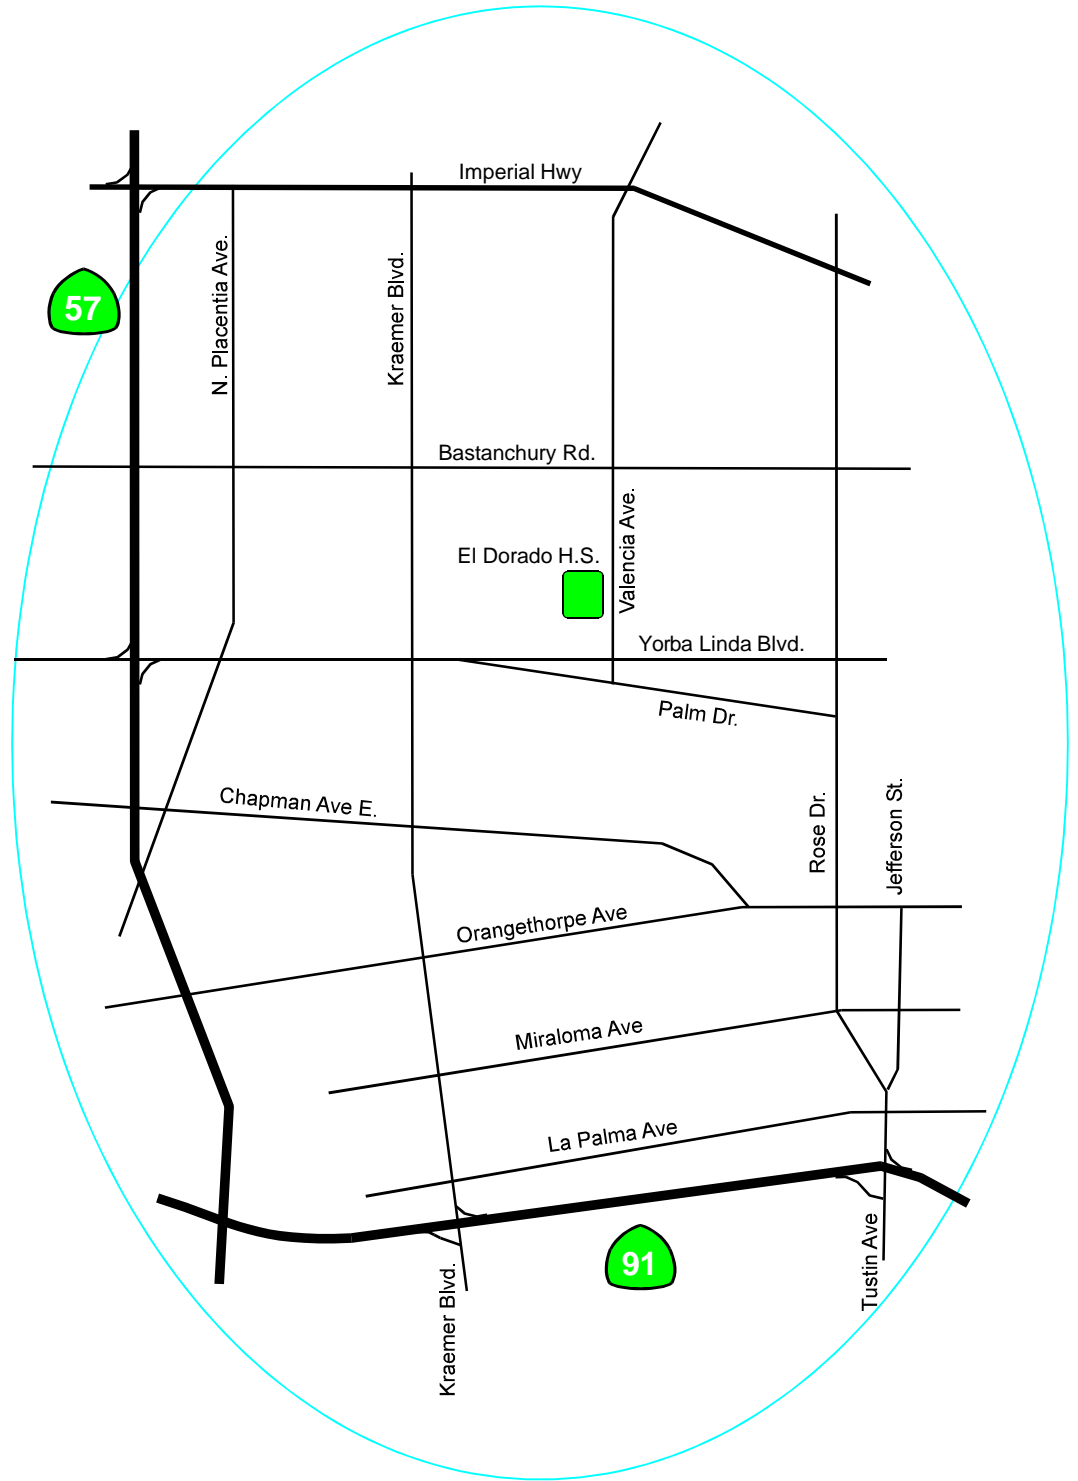 Imperial Hwy
N. Placentia Ave.
Kraemer Blvd.
57
Bastanchury Rd.
Valencia Ave.
El Dorado H.S.
Yorba Linda Blvd.
Palm Dr.
Chapman Ave E.
Rose Dr.
Jefferson St.
Orangethorpe Ave
Miraloma Ave
La Palma Ave
91
Tustin Ave
Kraemer Blvd.